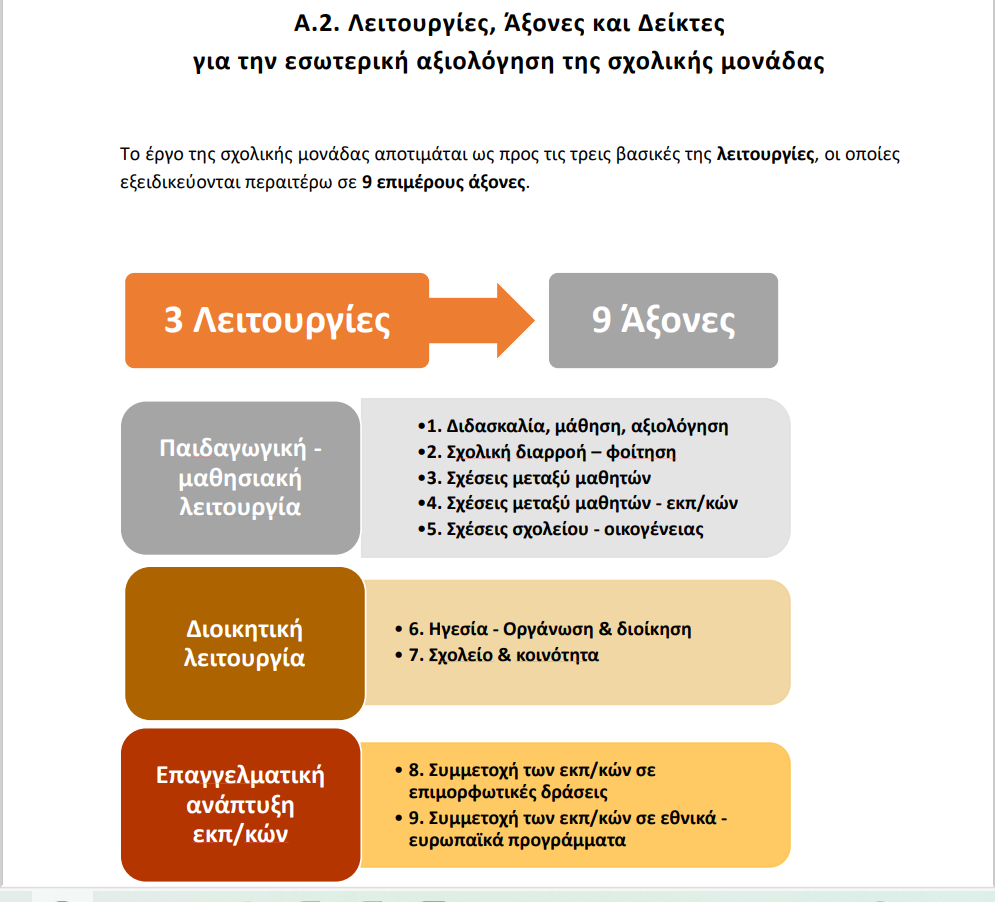 Α.2. Λειτουργίες, Άξονες και Δείκτες
για την εσωτερική αξιολόγηση της σχολικής μονάδας
Το έργο της σχολικής μονάδας αποτιμάται ως προς τις τρεις βασικές της λειτουργίες, οι οποίες
εξειδικεύονται περαιτέρω σε 9 επιμέρους άξονες.
3 Λειτουργίες
9 Άξονες
Παιδαγωγική -
μαθησιακή
λειτουργία
•1. Διδασκαλία, μάθηση, αξιολόγηση
•2. Σχολική διαρροή – φοίτηση
•3. Σχέσεις μεταξύ μαθητών
•4. Σχέσεις μεταξύ μαθητών - εκπ/κών
•5. Σχέσεις σχολείου - οικογένειας
Διοικητική
λειτουργία
• 6. Ηγεσία - Οργάνωση & διοίκηση
• 7. Σχολείο & κοινότητα
Επαγγελματική
ανάπτυξη
εκπ/κών
• 8. Συμμετοχή των εκπ/κών σε
επιμορφωτικές δράσεις
• 9. Συμμετοχή των εκπ/κών σε εθνικά -
ευρωπαϊκά προγράμματα